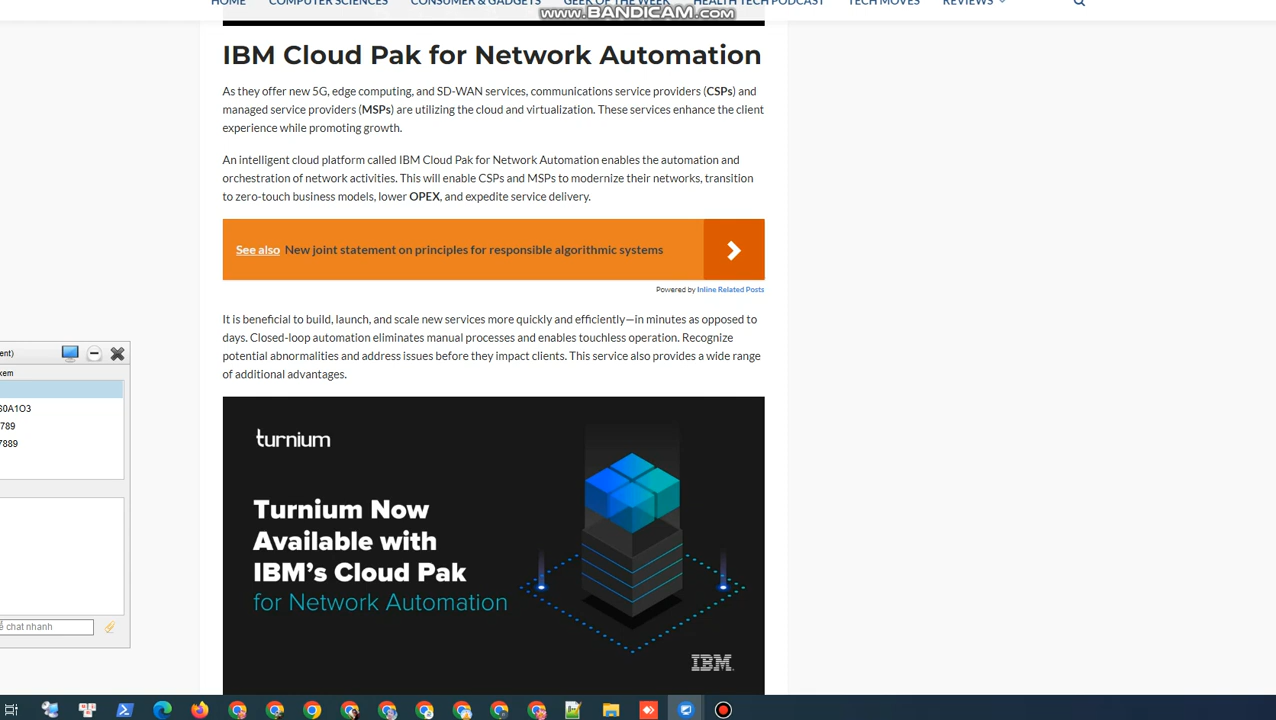 HOME COMPUTER SCIENCES CONSUMER & GADGETS GEEK OF THE WEEK HEALTH TECH PODCAST TECH MOVES REVIEWS
www.BANDICAM.com
IBM Cloud Pak for Network Automation
As they offer new 5G, edge computing, and SD-WAN services, communications service providers (CSPs) and
managed service providers (MSPs) are utilizing the cloud and virtualization. These services enhance the client
experience while promoting growth.
An intelligent cloud platform called IBM Cloud Pak for Network Automation enables the automation and
orchestration of network activities. This will enable CSPs and MSPs to modernize their networks, transition
to zero-touch business models, lower OPEX, and expedite service delivery.
See also New joint statement on principles for responsible algorithmic systems
Powered by Inline Related Posts
It is beneficial to build, launch, and scale new services more quickly and efficiently—in minutes as opposed to
days. Closed-loop automation eliminates manual processes and enables touchless operation. Recognize
potential abnormalities and address issues before they impact clients. This service also provides a wide range
of additional advantages.
ent)
xem
60A1O3
789
7889
chat nhanh
turnium
Turnium Now
Available with
IBM's Cloud Pak
for Network Automation
IBM.